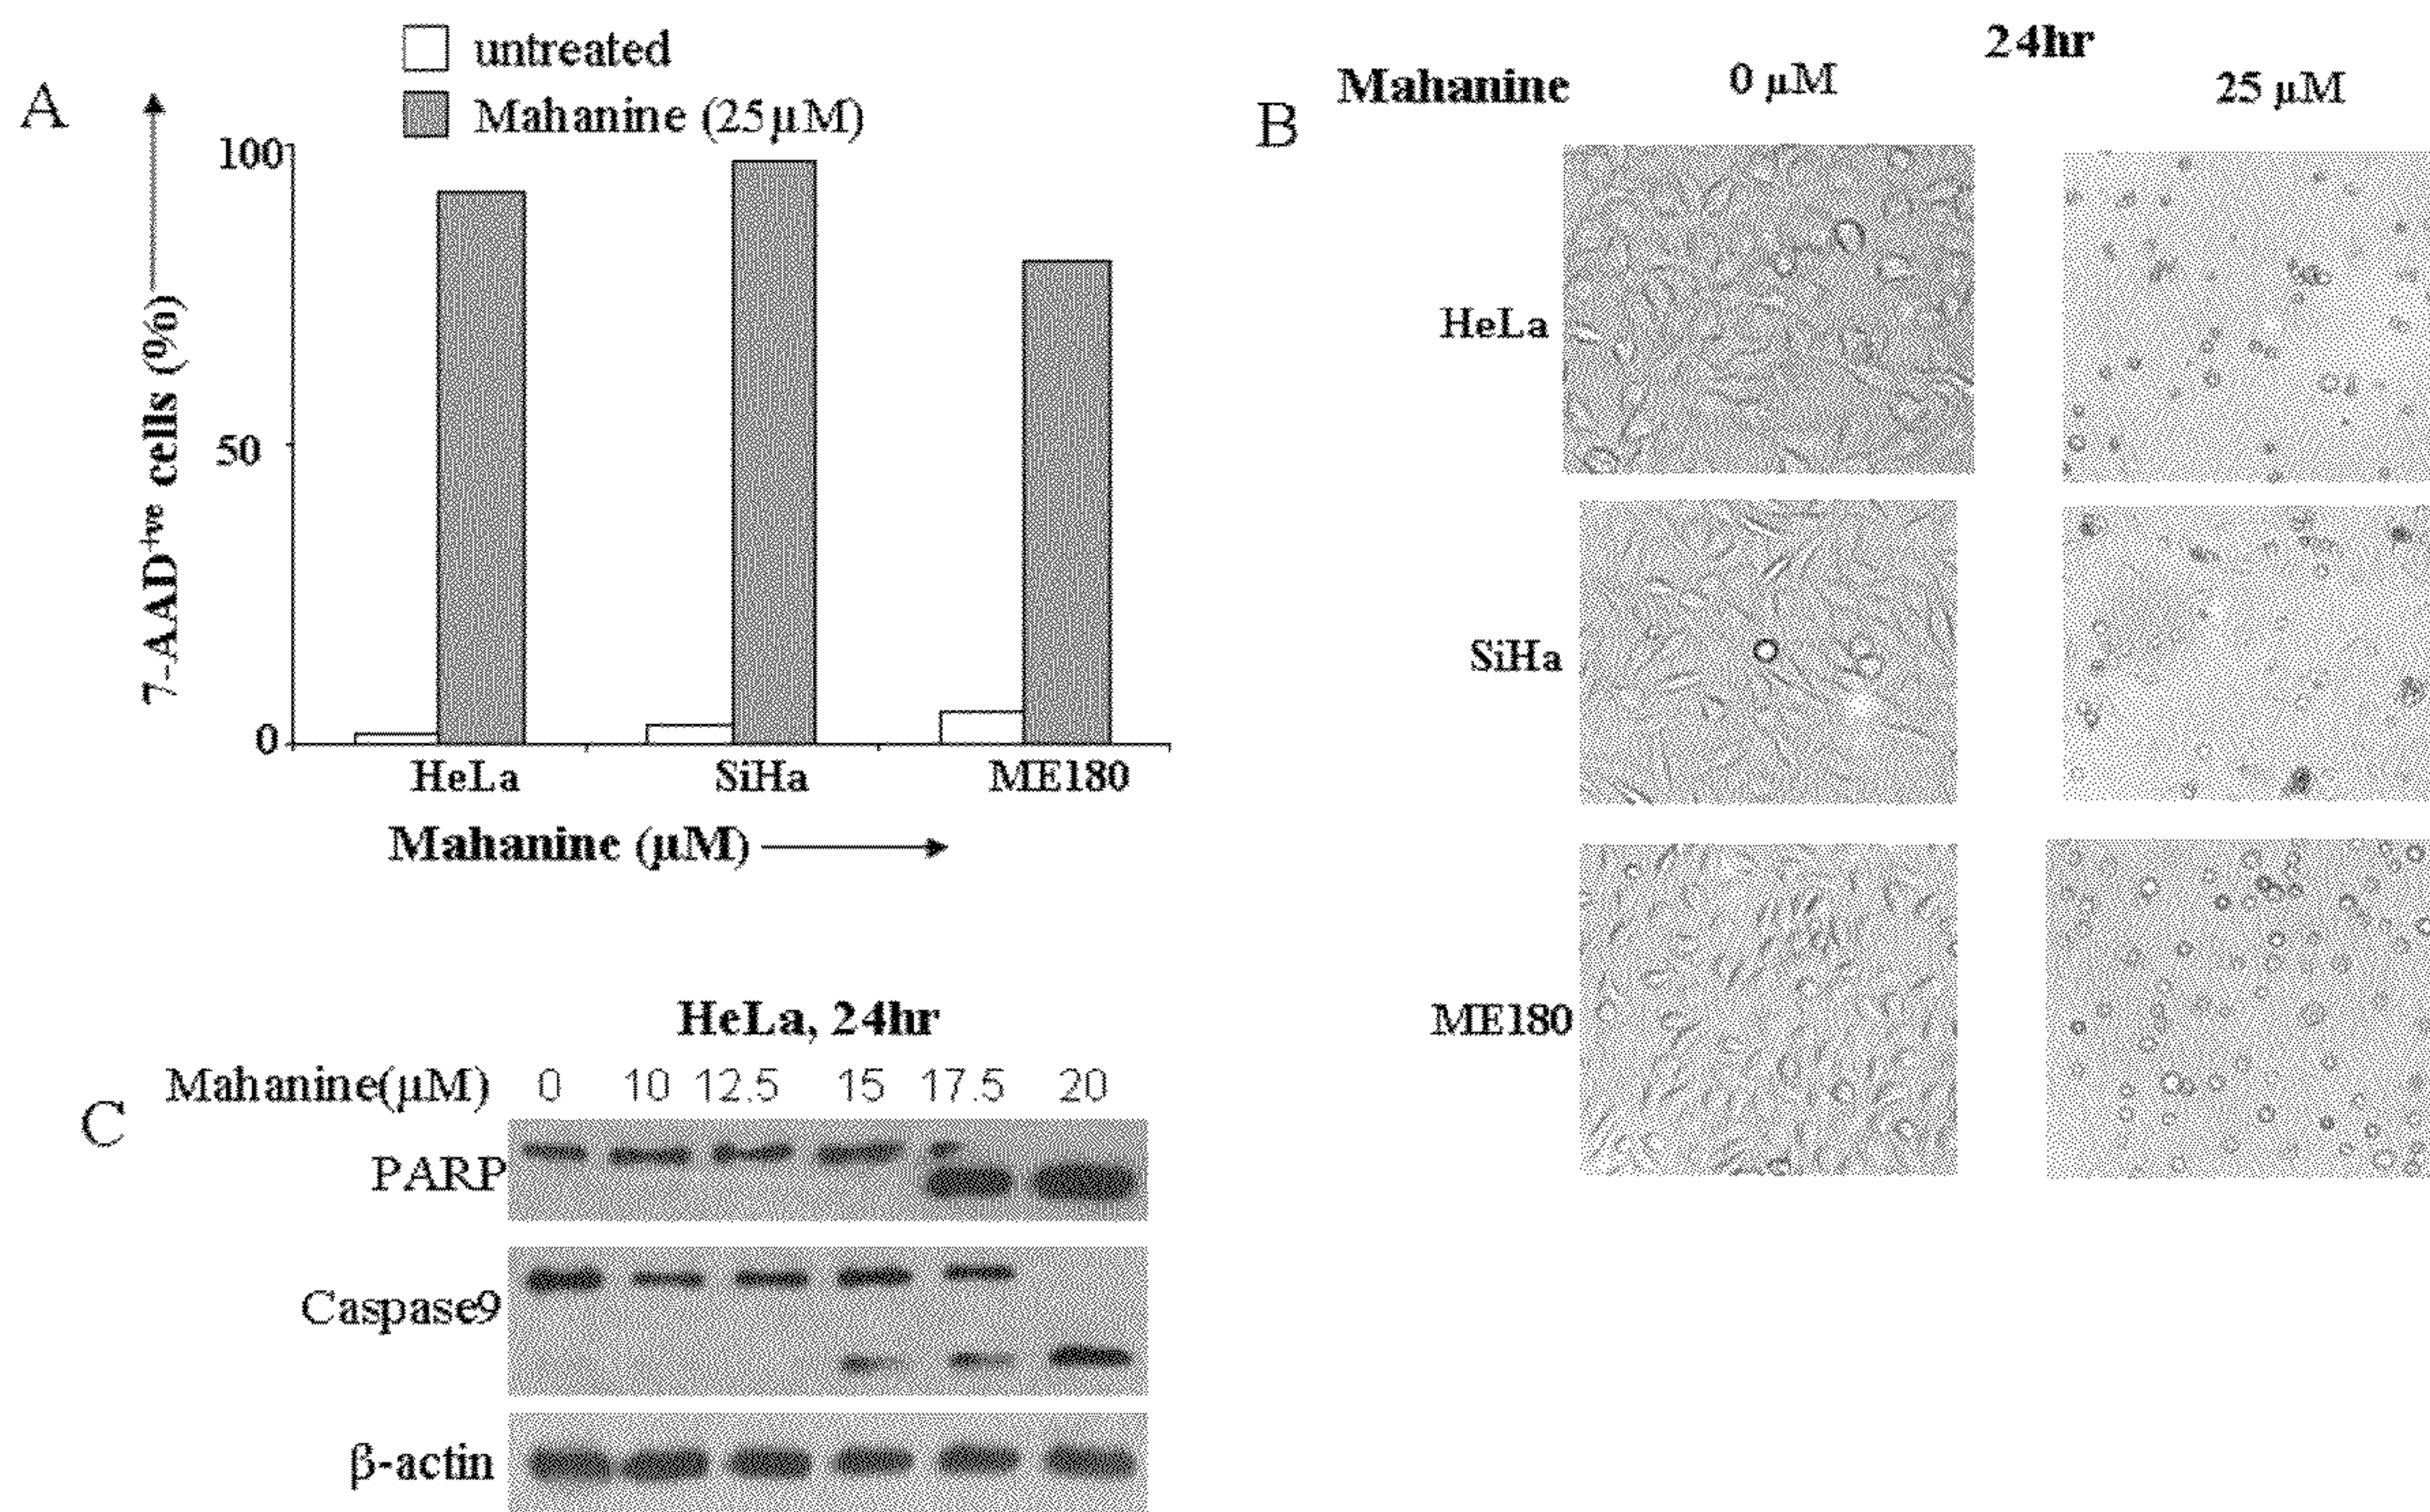 A
untreated
Mahanine (25µM)
7-AAD+ve cells (%)
100
50
0
HeLa SiHa ME180
Mahanine (µM)
B
24hr
Mahanine 0 µM 25 µM
HeLa
SiHa
ME180
C
HeLa, 24hr
Mahanine(µM) 0 10 12.5 15 17.5 20
PARP
Caspase9
β-actin